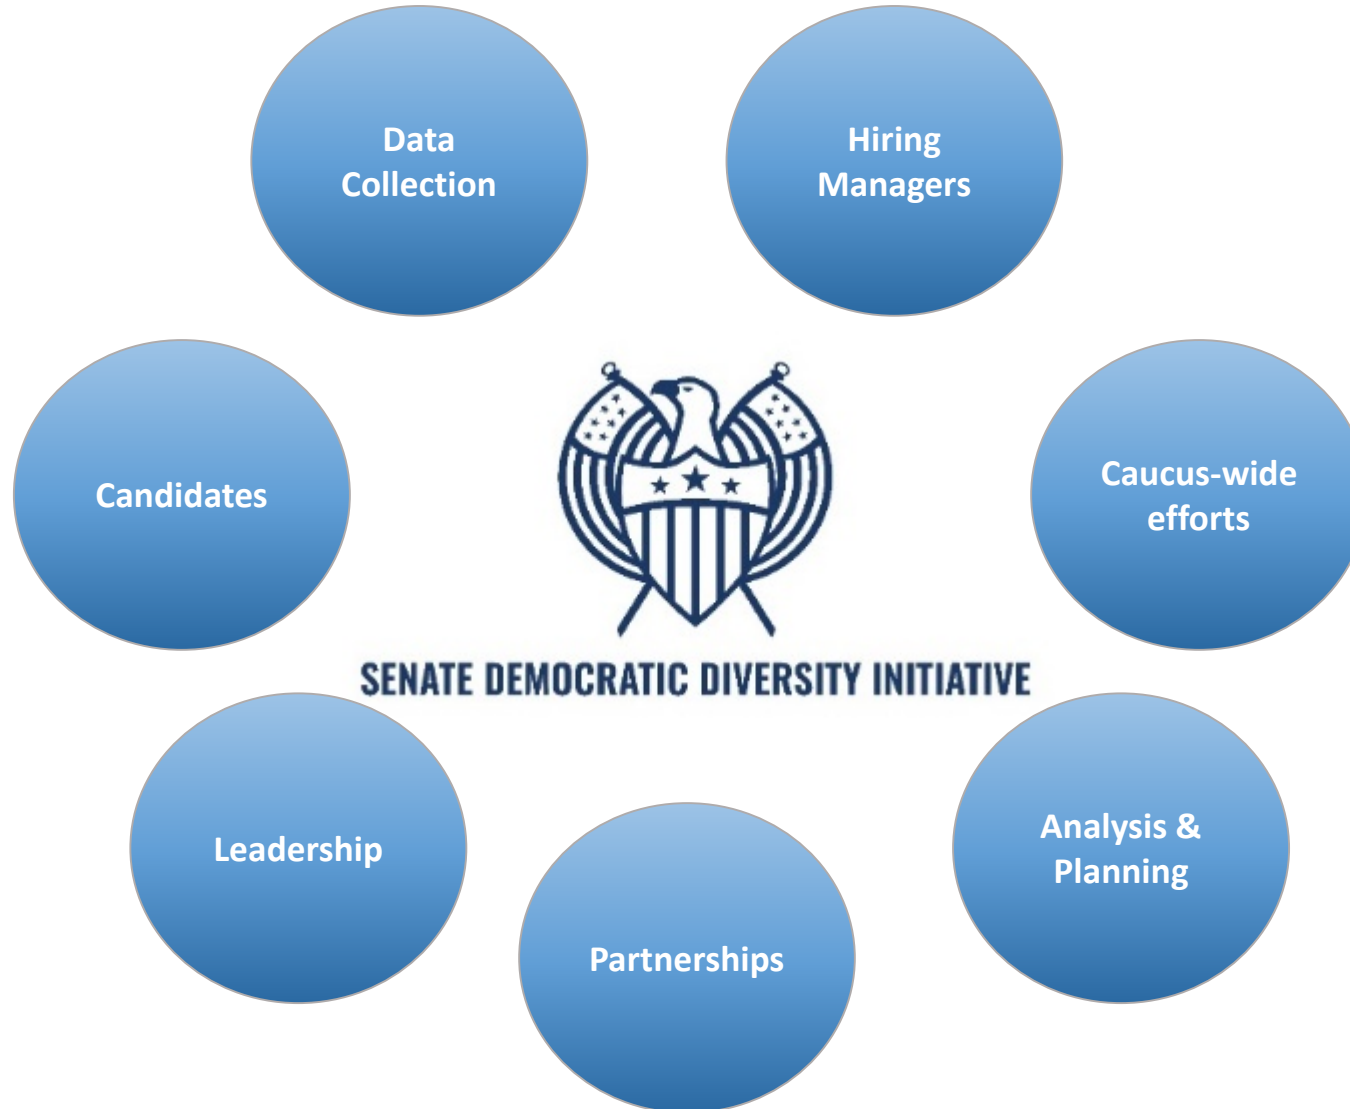 Data
Collection
Hiring
Managers
Candidates
Caucus-wide
efforts
SENATE DEMOCRATIC DIVERSITY INITIATIVE
Leadership
Analysis &
Planning
Partnerships